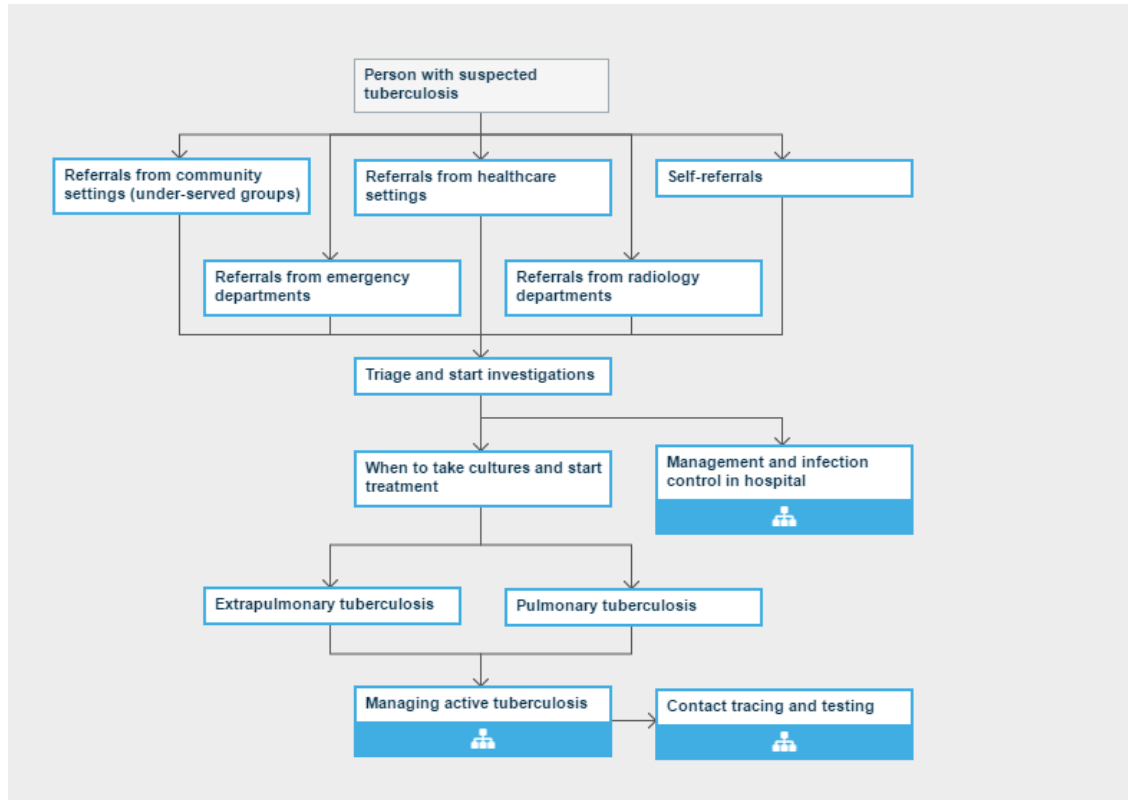 Person with suspected
tuberculosis
Referrals from community
settings (under-served groups)
Referrals from healthcare
settings
Self-referrals
Referrals from emergency
departments
Referrals from radiology
departments
Triage and start investigations
When to take cultures and start
treatment
Management and infection
control in hospital
Extrapulmonary tuberculosis
Pulmonary tuberculosis
Managing active tuberculosis
Contact tracing and testing